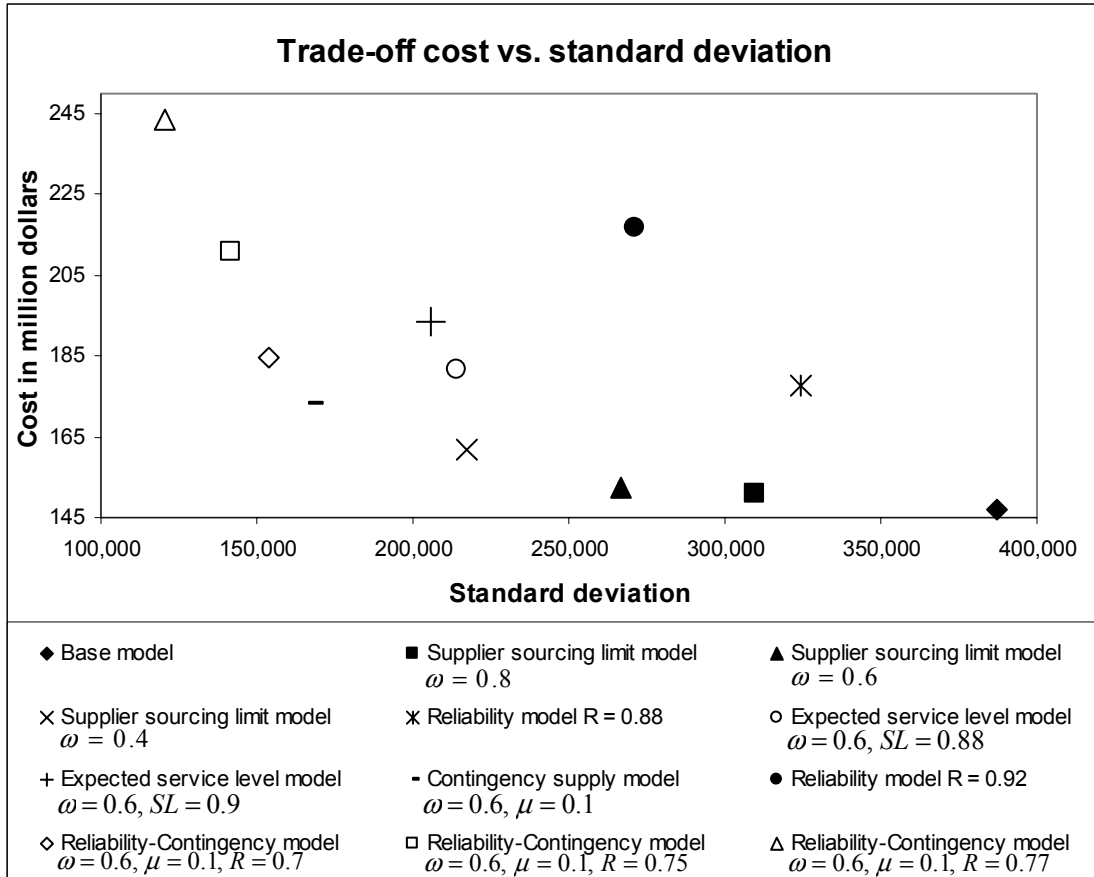 Trade-off cost vs. standard deviation
Cost in million dollars
245
225
205
185
165
145
100,000 150,000 200,000 250,000 300,000 350,000 400,000
Standard deviation
Base model
Supplier sourcing limit model
ω = 0.8
Supplier sourcing limit model
ω = 0.6
Supplier sourcing limit model
ω = 0.4
Reliability model R = 0.88
Expected service level model
ω = 0.6, SL = 0.88
Expected service level model
ω = 0.6, SL = 0.9
Contingency supply model
ω = 0.6, μ = 0.1
Reliability model R = 0.92
Reliability-Contingency model
ω = 0.6, μ = 0.1, R = 0.7
Reliability-Contingency model
ω = 0.6, μ = 0.1, R = 0.75
Reliability-Contingency model
ω = 0.6, μ = 0.1, R = 0.77